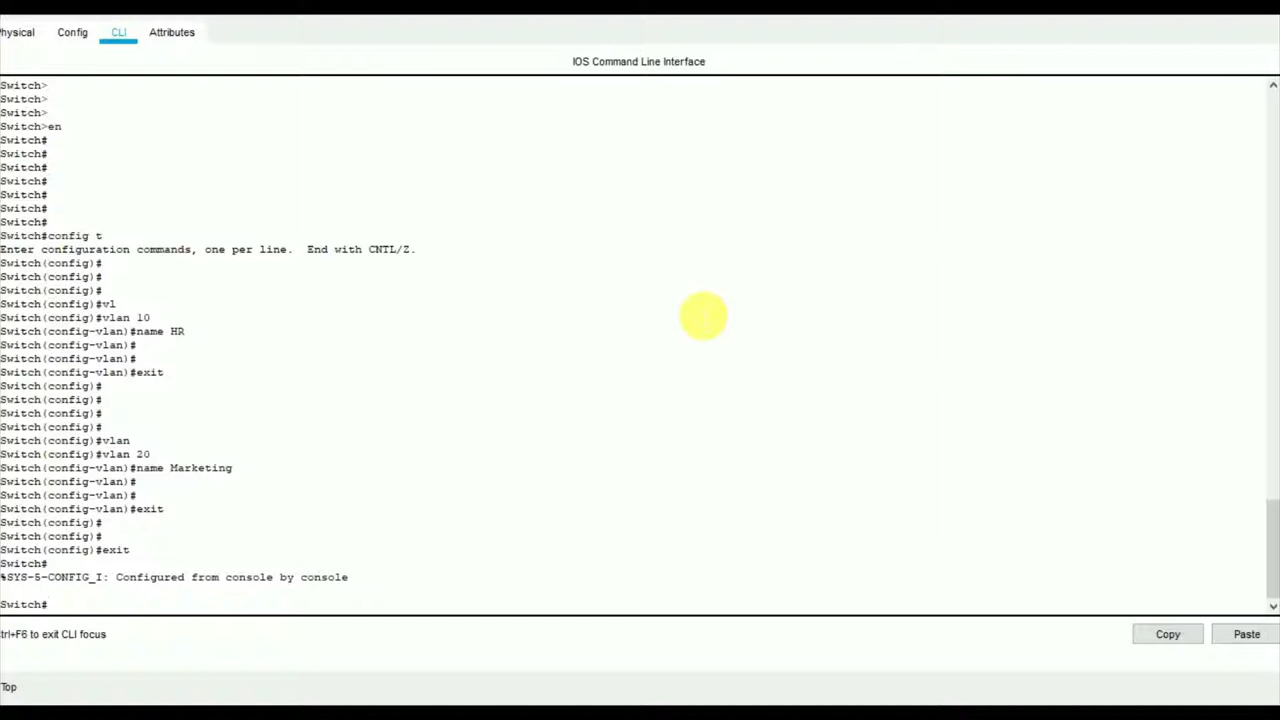 hysical Config CLI Attributes
IOS Command Line Interface
Switch>
Switch>
Switch>
Switch>en
Switch#
Switch#
Switch#
Switch#
Switch#
Switch#
Switch#
Switch#config t
Enter configuration commands, one per line.  End with CNTL/Z.
Switch(config)#
Switch(config)#
Switch(config)#
Switch(config)#vl
Switch(config)#vlan 10
Switch(config-vlan)#name HR
Switch(config-vlan)#
Switch(config-vlan)#
Switch(config-vlan)#exit
Switch(config)#
Switch(config)#
Switch(config)#
Switch(config)#
Switch(config)#vlan
Switch(config)#vlan 20
Switch(config-vlan)#name Marketing
Switch(config-vlan)#
Switch(config-vlan)#
Switch(config-vlan)#exit
Switch(config)#
Switch(config)#
Switch(config)#exit
Switch#
%SYS-5-CONFIG_I: Configured from console by console
Switch#
trl+F6 to exit CLI focus
Copy Paste
Top